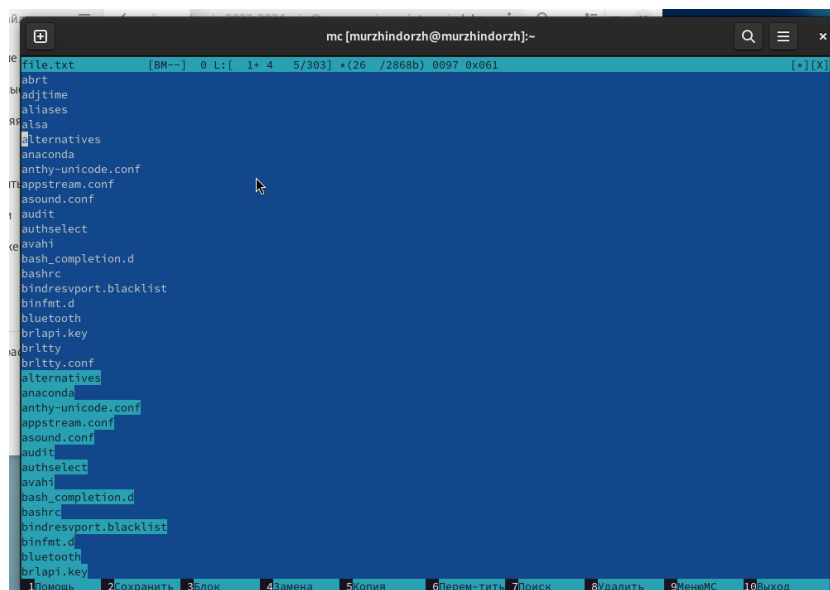 mc [murzhindorzh@murzhindorzh]:~
file.txt [BM--] 0 L:[ 1+ 4 5/303] *(26 /2868b) 0097 0x061 [*][X]
abrt
adjtime
aliases
alsa
alternatives
anaconda
anthy-unicode.conf
appstream.conf
asound.conf
audit
authselect
avahi
bash_completion.d
bashrc
bindresvport.blacklist
binfmt.d
bluetooth
brlapi.key
brltty
brltty.conf
alternatives
anaconda
anthy-unicode.conf
appstream.conf
asound.conf
audit
authselect
avahi
bash_completion.d
bashrc
bindresvport.blacklist
binfmt.d
bluetooth
brlapi.key
1Помощь 2Сохранить 3Блок 4Замена 5Копия 6Перем~тить 7Поиск 8Удалить 9МенюMC 10Выход